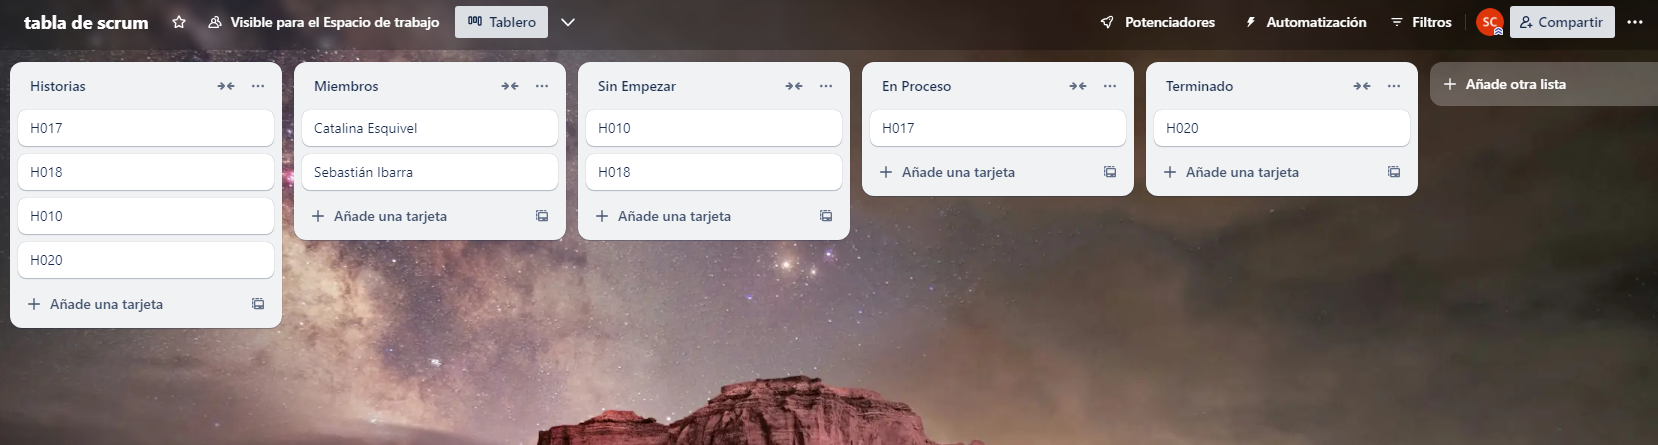 tabla de scrum
Visible para el Espacio de trabajo
Tablero
Potenciadores
Automatización
Filtros
SC
Compartir
Historias
H017
H018
H010
H020
Añade una tarjeta
Miembros
Catalina Esquivel
Sebastián Ibarra
Añade una tarjeta
Sin Empezar
H010
H018
Añade una tarjeta
En Proceso
H017
Añade una tarjeta
Terminado
H020
Añade una tarjeta
Añade otra lista